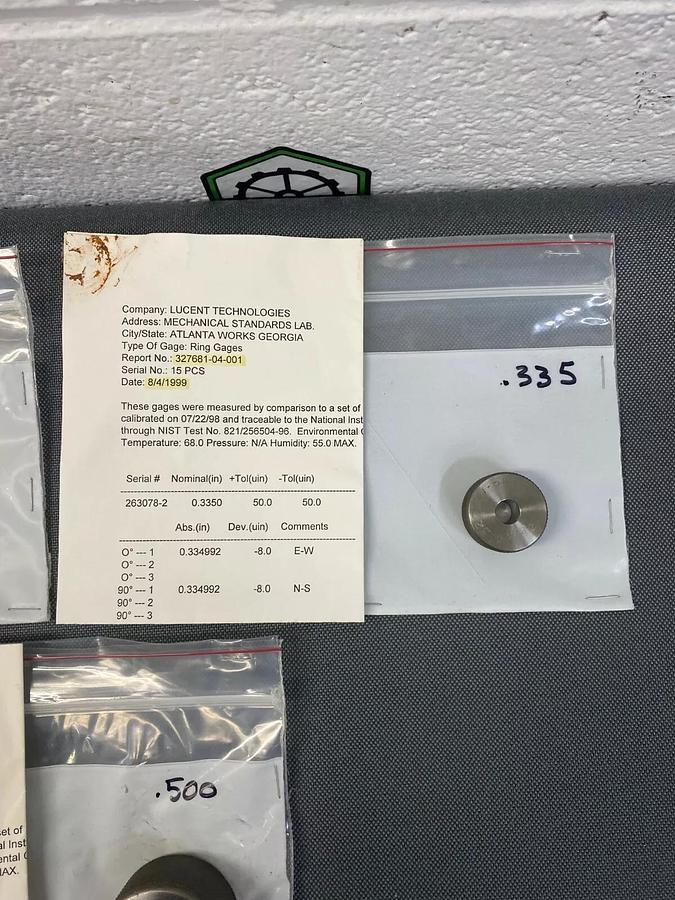 Company: LUCENT TECHNOLOGIES
Address: MECHANICAL STANDARDS LAB.
City/State: ATLANTA WORKS GEORGIA
Type Of Gage: Ring Gages
Report No.: 327681-04-001
Serial No.: 15 PCS
Date: 8/4/1999
These gages were measured by comparison to a set of
calibrated on 07/22/98 and traceable to the National Inst
through NIST Test No. 821/256504-96. Environmental
Temperature: 68.0 Pressure: N/A Humidity: 55.0 MAX.
Serial # Nominal(in) +Tol(uin) -Tol(uin)
263078-2 0.3350 50.0 50.0
Abs.(in) Dev.(uin) Comments
O° --- 1 0.334992 -8.0 E-W
O° --- 2
O° --- 3
90° --- 1 0.334992 -8.0 N-S
90° --- 2
90° --- 3
.335
.500
set of
al Inst
ental
IAX.